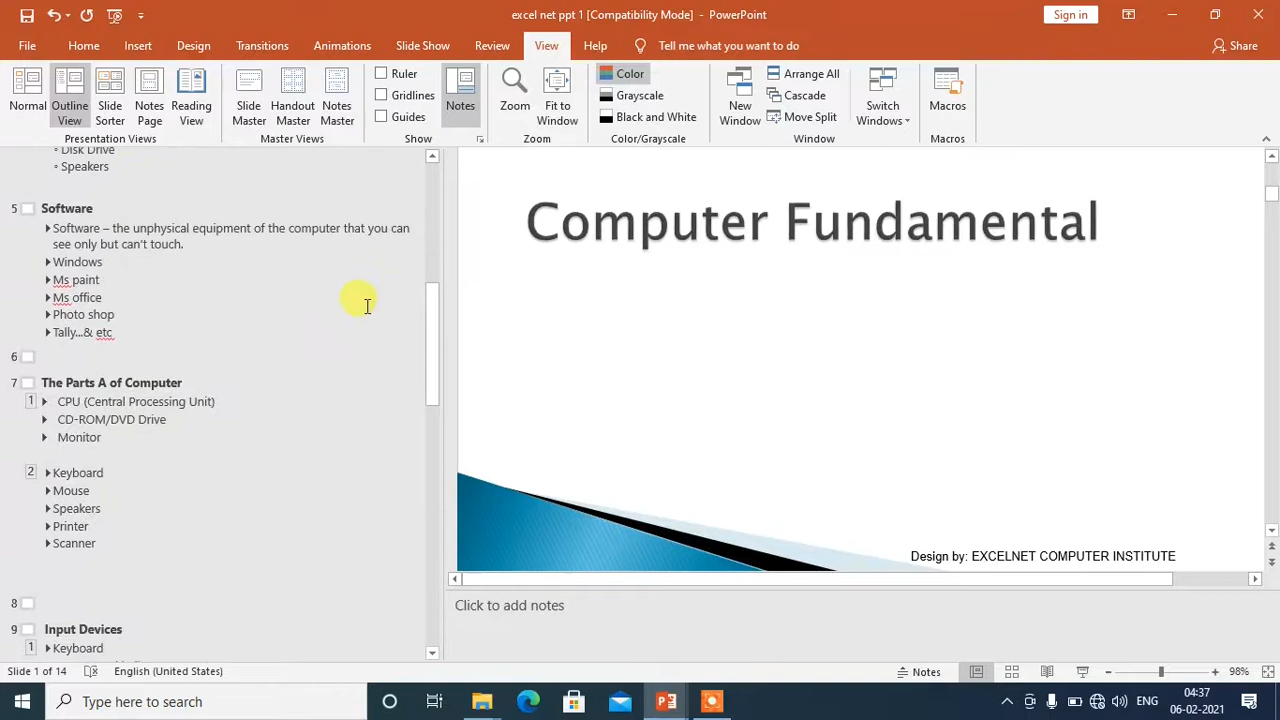 excel net ppt 1 [Compatibility Mode] - PowerPoint
Sign in
File Home Insert Design Transitions Animations Slide Show Review View Help Tell me what you want to do Share
Normal
Outline View
Slide Sorter
Notes Page
Reading View
Presentation Views
Slide Master
Handout Master
Notes Master
Master Views
Ruler
Gridlines
Guides
Show
Notes
Zoom
Fit to Window
Zoom
Color
Grayscale
Black and White
Color/Grayscale
New Window
Arrange All
Cascade
Move Split
Switch Windows
Window
Macros
Macros
Disk Drive
Speakers
5 Software
Software – the unphysical equipment of the computer that you can
see only but can't touch.
Windows
Ms paint
Ms office
Photo shop
Tally...& etc
6
7 The Parts A of Computer
1 CPU (Central Processing Unit)
CD-ROM/DVD Drive
Monitor
2 Keyboard
Mouse
Speakers
Printer
Scanner
8
9 Input Devices
1 Keyboard
Computer Fundamental
Design by: EXCELNET COMPUTER INSTITUTE
Click to add notes
Slide 1 of 14 English (United States) Notes 98%
Type here to search
ENG
04:37
06-02-2021